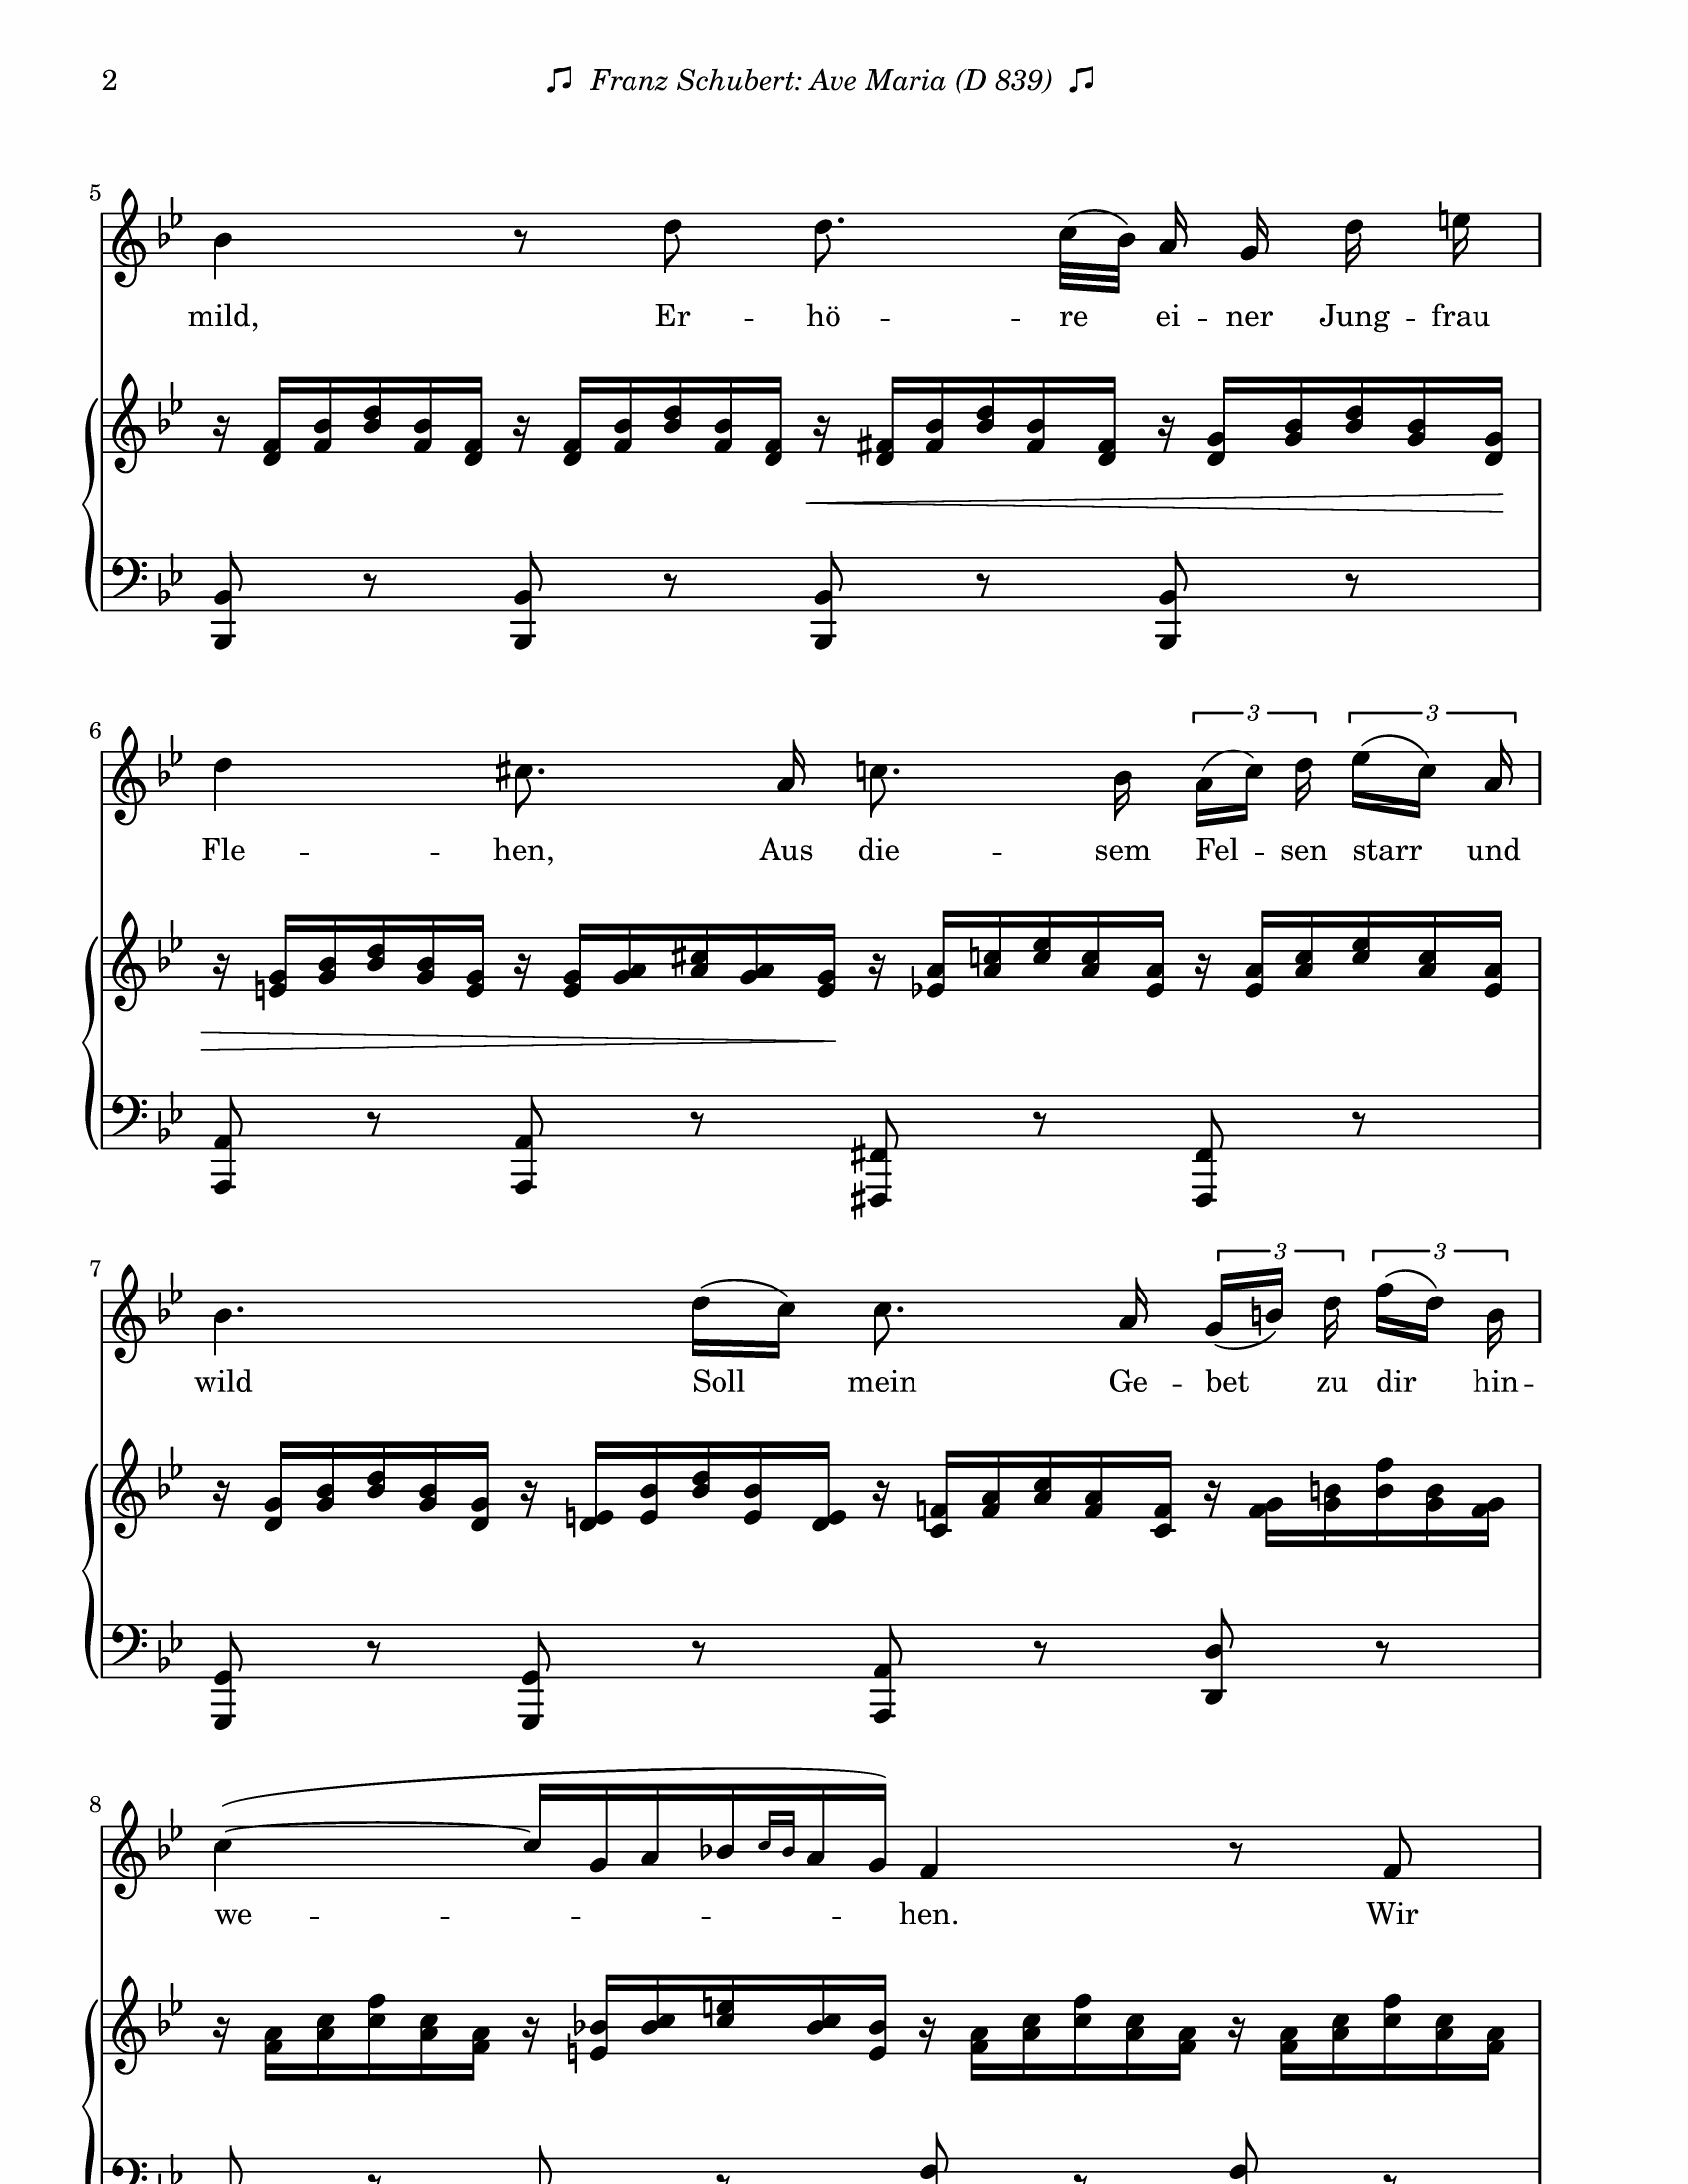 2 ♫ Franz Schubert: Ave Maria (D 839) ♫
5
mild, Er -- hö -- re ei -- ner Jung -- frau
6
3 3
Fle -- hen, Aus die -- sem Fel -- sen starr und
7
3 3
wild Soll mein Ge -- bet zu dir hin --
8
we -- -- -- -- hen. Wir